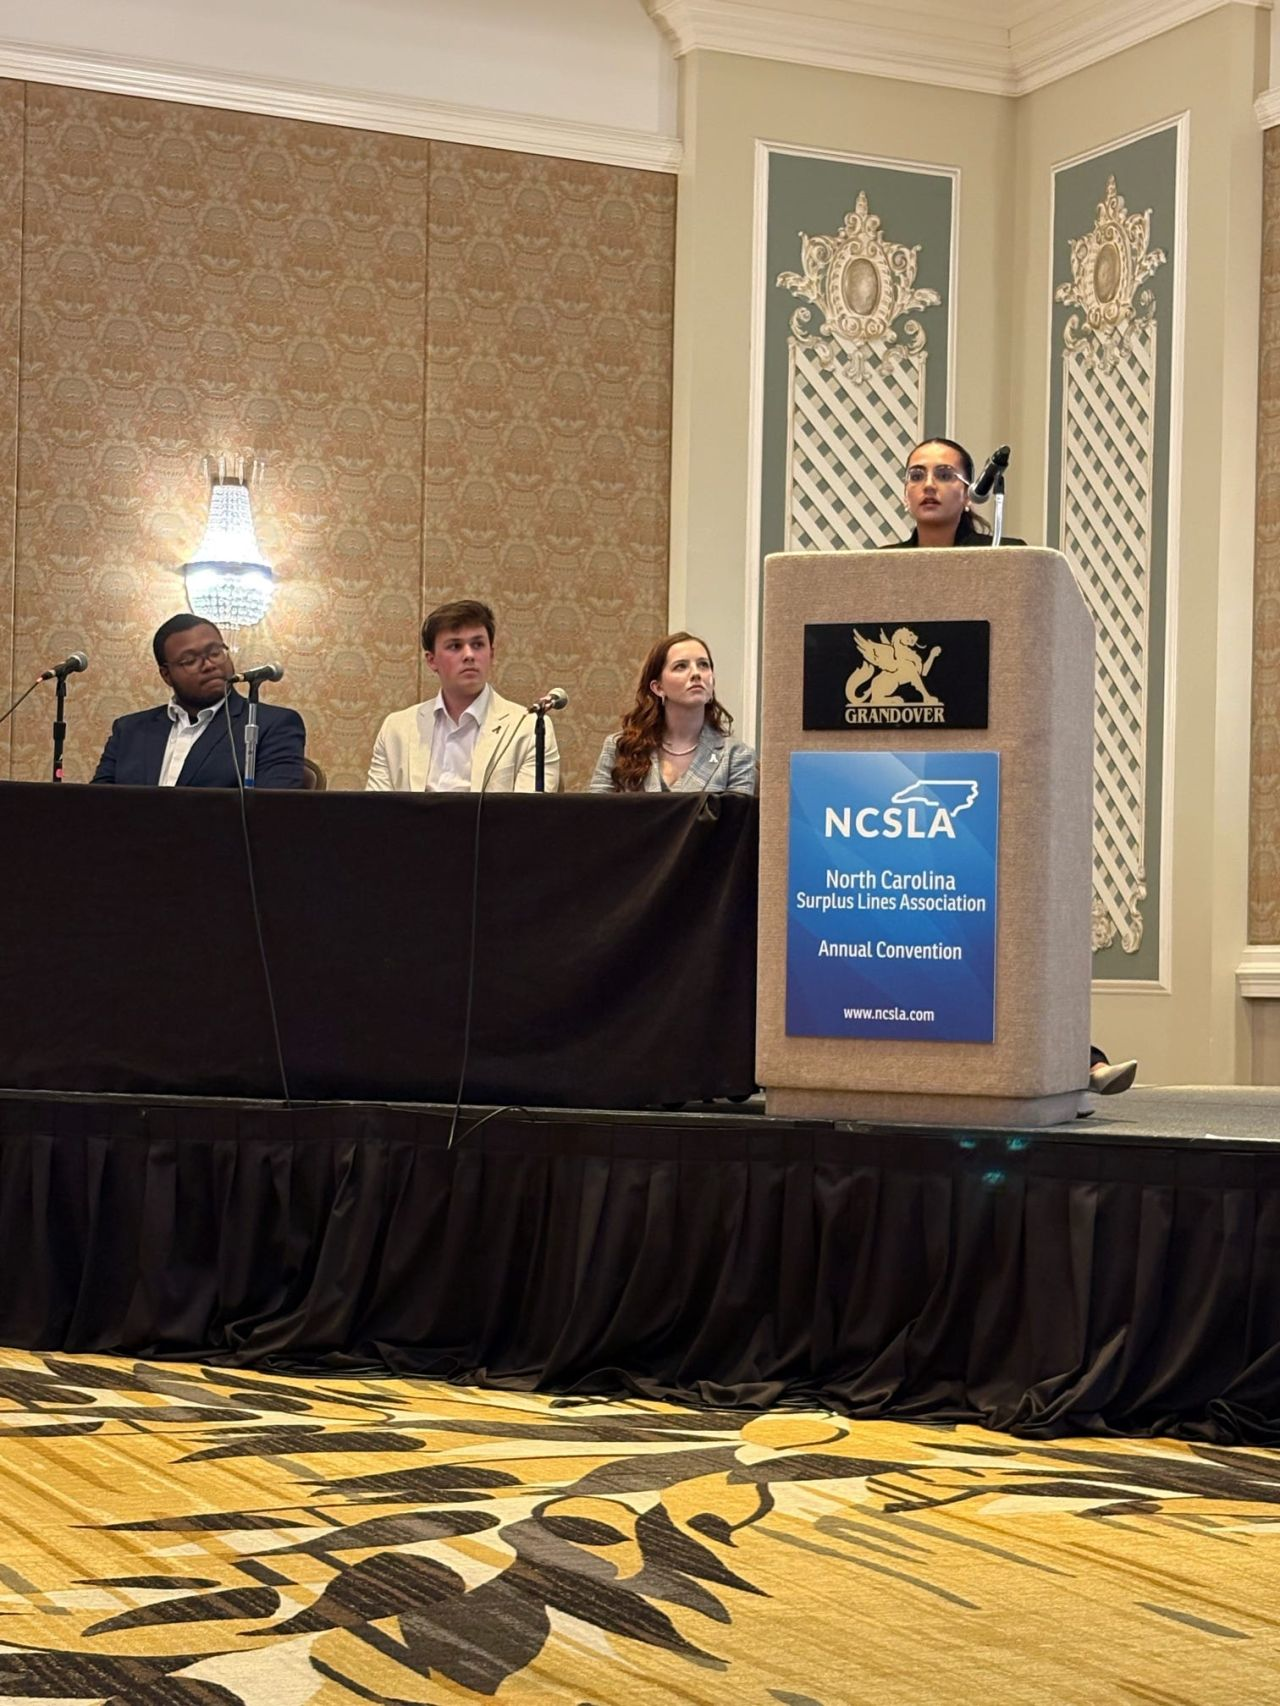 GRANDOVER
NCSLA
North Carolina
Surplus Lines Association
Annual Convention
www.ncsla.com